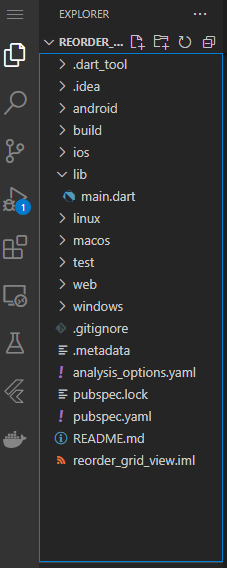 EXPLORER
REORDER_...
.dart_tool
.idea
android
build
ios
lib
main.dart
linux
macos
test
web
windows
.gitignore
.metadata
analysis_options.yaml
pubspec.lock
pubspec.yaml
README.md
reorder_grid_view.iml
1